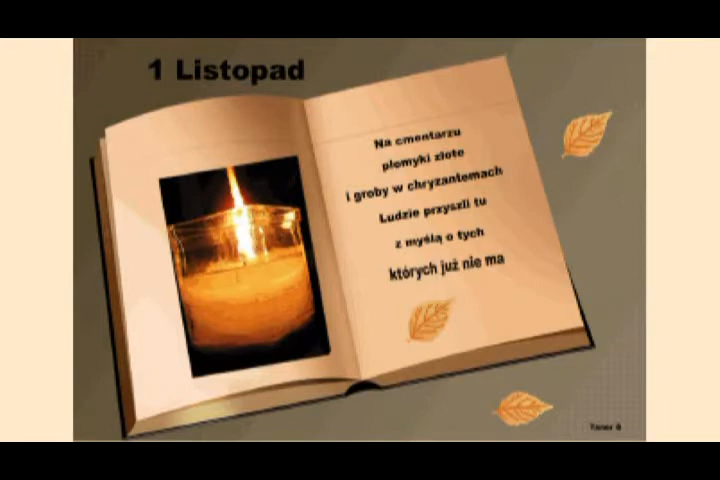 1 Listopad
Na cmentarzu
płomyki złote
i groby w chryzantemach
Ludzie przyszli tu
z myślą o tych
których już nie ma